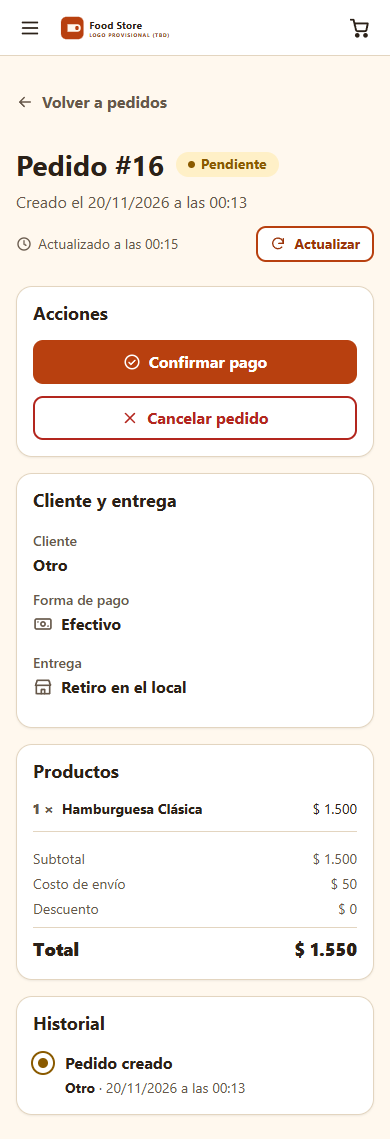 Food Store
LOGO PROVISIONAL (TBD)
Volver a pedidos
Pedido #16
Pendiente
Creado el 20/11/2026 a las 00:13
Actualizado a las 00:15
Actualizar
Acciones
Confirmar pago
Cancelar pedido
Cliente y entrega
Cliente
Otro
Forma de pago
Efectivo
Entrega
Retiro en el local
Productos
1 × Hamburguesa Clásica $ 1.500
Subtotal $ 1.500
Costo de envío $ 50
Descuento $ 0
Total $ 1.550
Historial
Pedido creado
Otro · 20/11/2026 a las 00:13